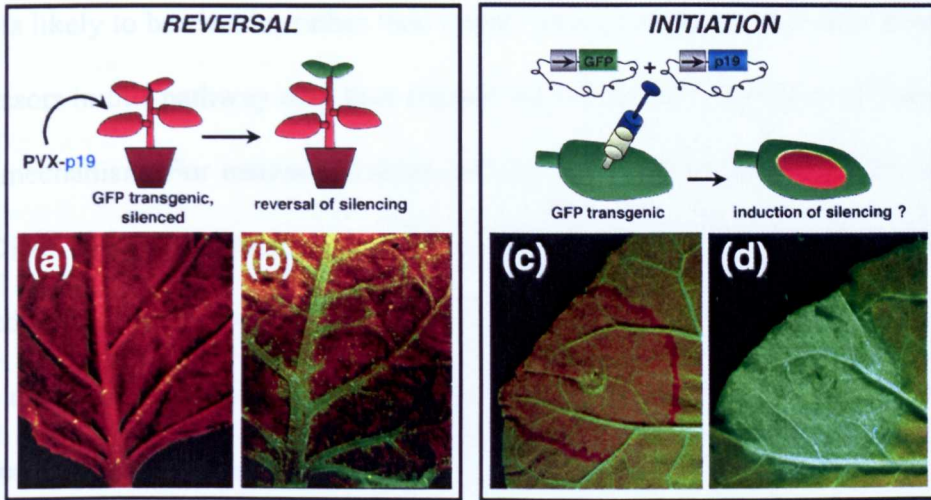 REVERSAL
PVX-p19
GFP transgenic,
silenced
reversal of silencing
(a)
(b)
INITIATION
GFP + p19
GFP transgenic
induction of silencing ?
(c)
(d)